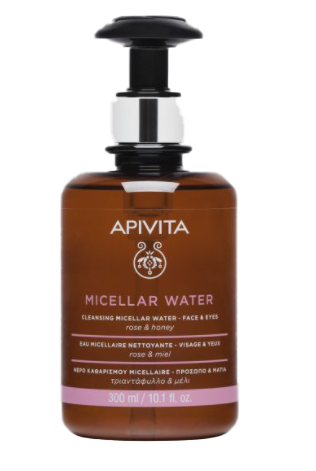 APIVITA
MICELLAR WATER
CLEANSING MICELLAR WATER - FACE & EYES
rose & honey
EAU MICELLAIRE NETTOYANTE - VISAGE & YEUX
rose & miel
ΝΕΡΟ ΚΑΘΑΡΙΣΜΟΥ MICELLAIRE - ΠΡΟΣΩΠΟ & ΜΑΤΙΑ
τριαντάφυλλο & μέλι
300 ml / 10.1 fl. oz.